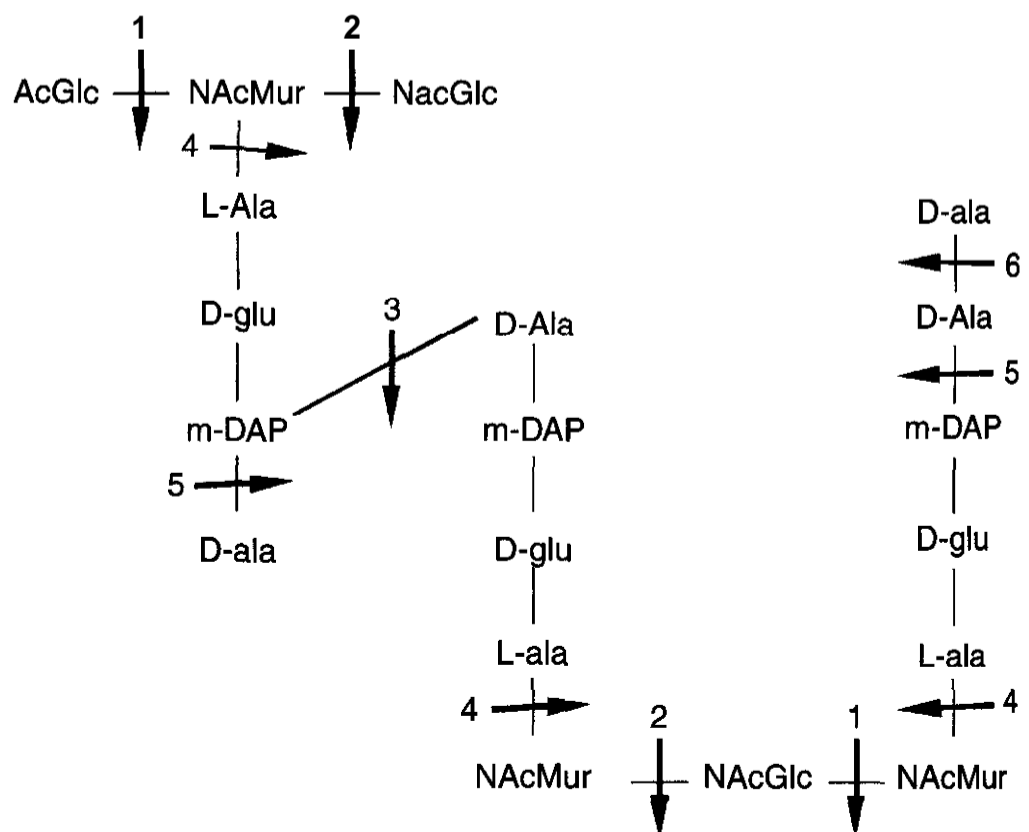 1 2
AcGlc NAcMur NacGlc
4
L-Ala D-ala
6
D-glu 3 D-Ala D-Ala
5
m-DAP m-DAP m-DAP
5
D-ala D-glu D-glu
L-ala L-ala
4 2 1 4
NAcMur NAcGlc NAcMur